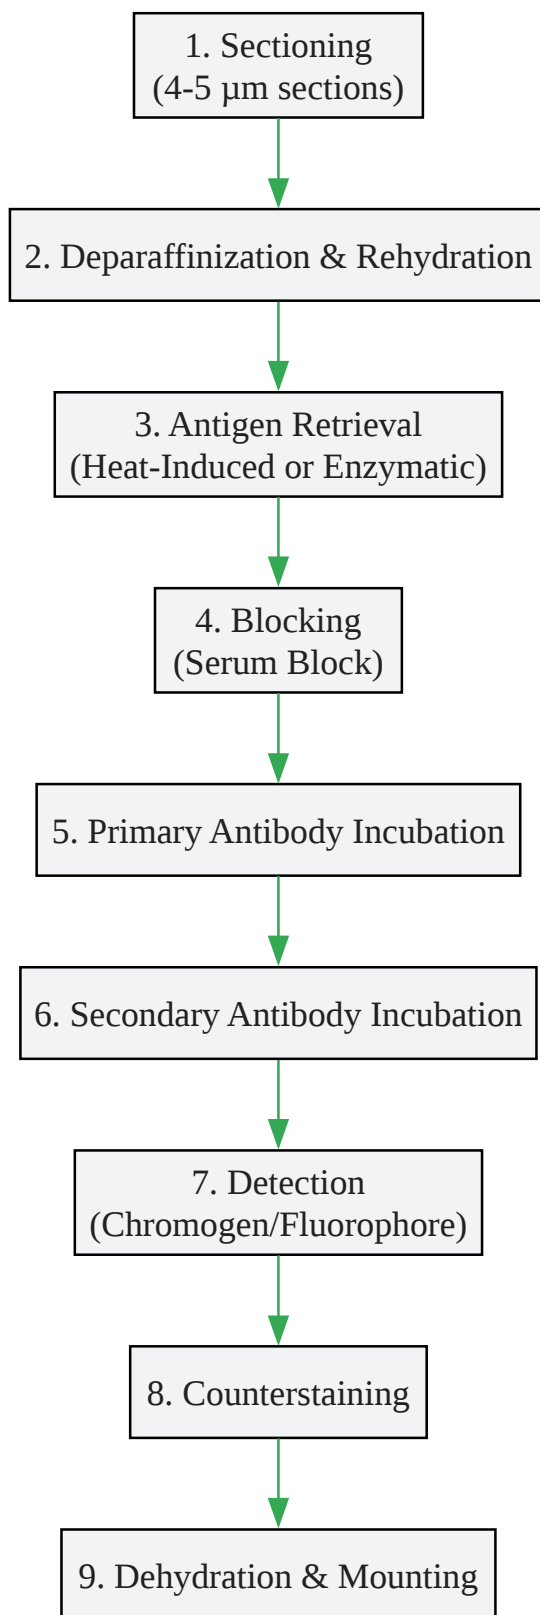 1. Sectioning
(4-5 µm sections)
2. Deparaffinization & Rehydration
3. Antigen Retrieval
(Heat-Induced or Enzymatic)
4. Blocking
(Serum Block)
5. Primary Antibody Incubation
6. Secondary Antibody Incubation
7. Detection
(Chromogen/Fluorophore)
8. Counterstaining
9. Dehydration & Mounting